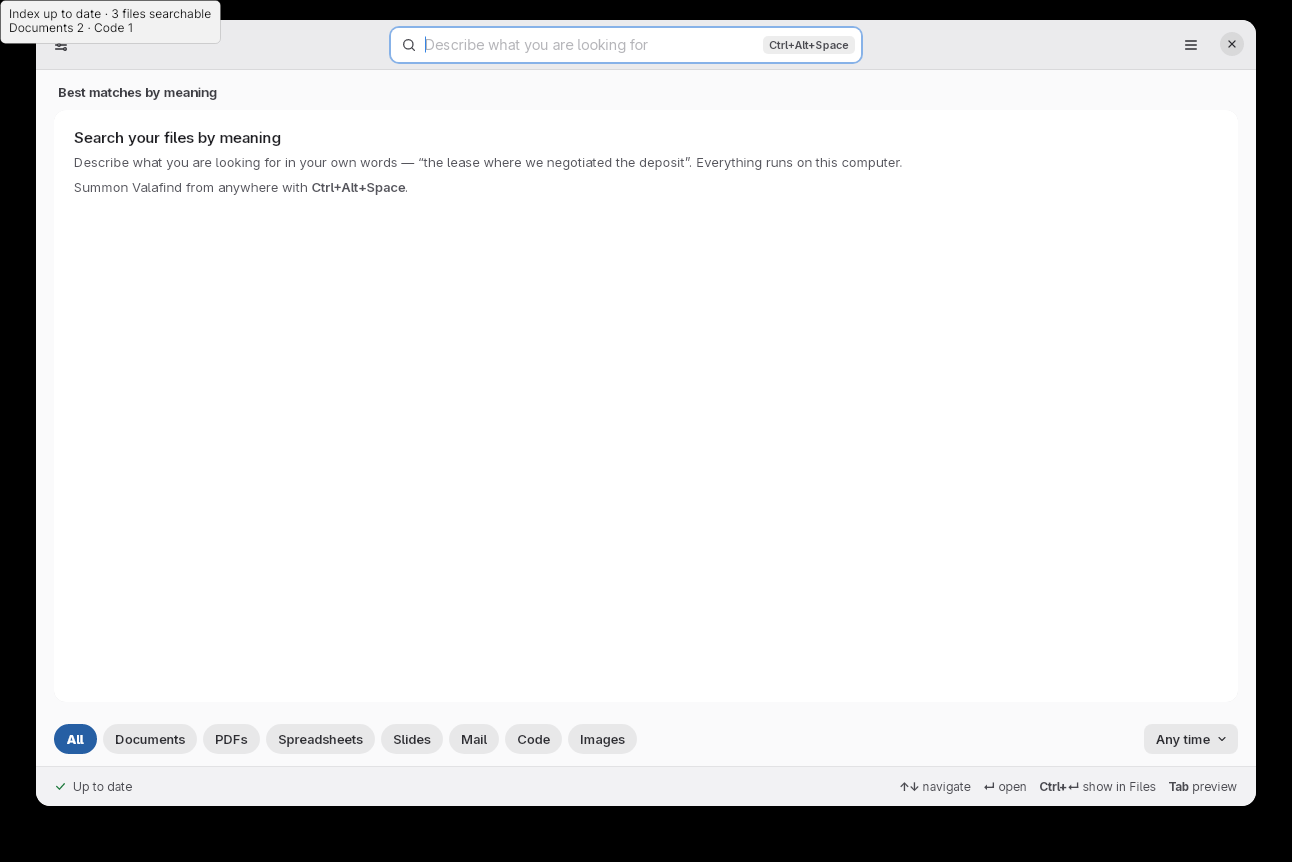 Index up to date · 3 files searchable
Documents 2 · Code 1
Describe what you are looking for
Ctrl+Alt+Space
Best matches by meaning
Search your files by meaning
Describe what you are looking for in your own words — “the lease where we negotiated the deposit”. Everything runs on this computer.
Summon Valafind from anywhere with Ctrl+Alt+Space.
All Documents PDFs Spreadsheets Slides Mail Code Images Any time
Up to date ↑↓ navigate ↵ open Ctrl+↵ show in Files Tab preview